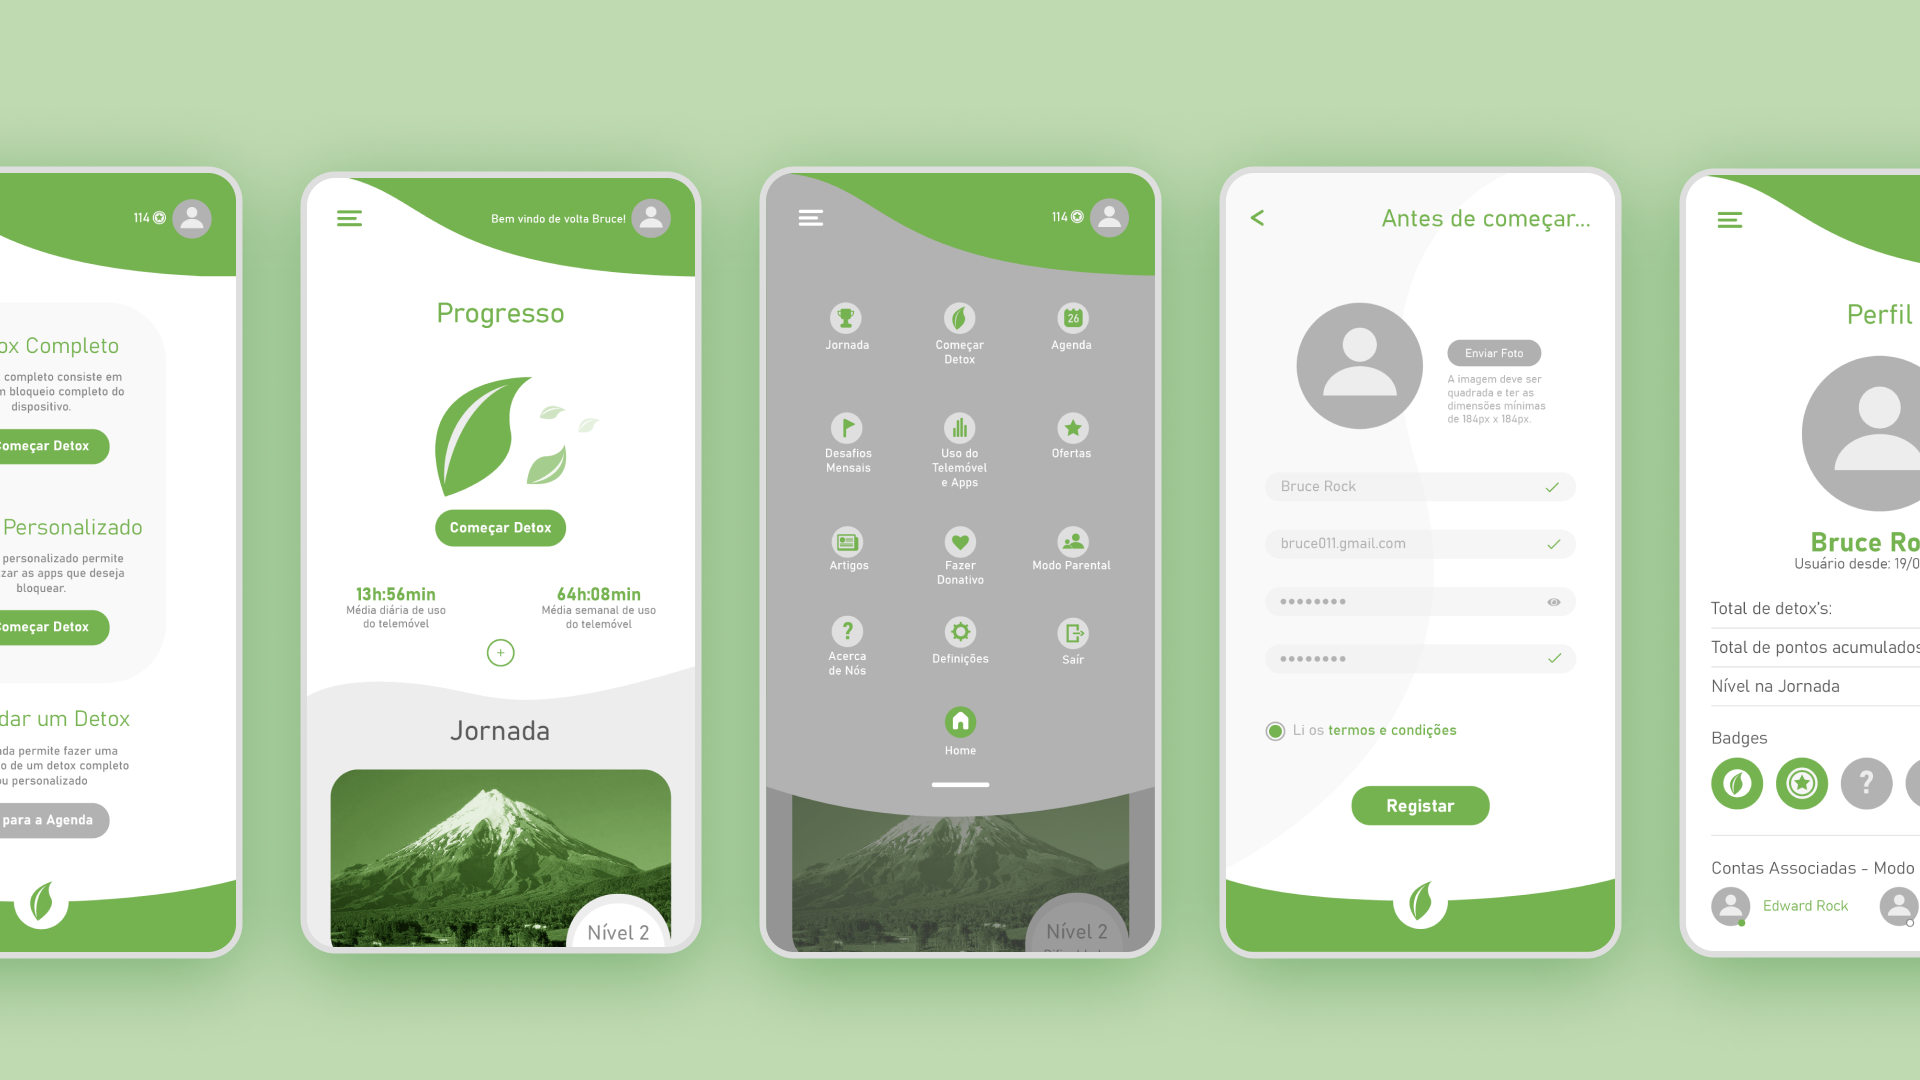 114
ox Completo
completo consiste em
m bloqueio completo do
dispositivo.
Começar Detox
Personalizado
personalizado permite
zar as apps que deseja
bloquear.
Começar Detox
dar um Detox
ada permite fazer uma
o de um detox completo
ou personalizado
para a Agenda
Bem vindo de volta Bruce!
Progresso
Começar Detox
13h:56min
Média diária de uso
do telemóvel
64h:08min
Média semanal de uso
do telemóvel
+
Jornada
Nível 2
114
Jornada
Começar
Detox
26
Agenda
Desafios
Mensais
Uso do
Telemóvel
e Apps
Ofertas
Artigos
Fazer
Donativo
Modo Parental
?
Acerca
de Nós
Definições
Saír
Home
Nível 2
<
Antes de começar...
Enviar Foto
A imagem deve ser
quadrada e ter as
dimensões mínimas
de 184px x 184px.
Bruce Rock
bruce011.gmail.com
Li os termos e condições
Registar
Perfil
Bruce Ro
Usuário desde: 19/0
Total de detox's:
Total de pontos acumulados
Nível na Jornada
Badges
?
Contas Associadas - Modo
Edward Rock